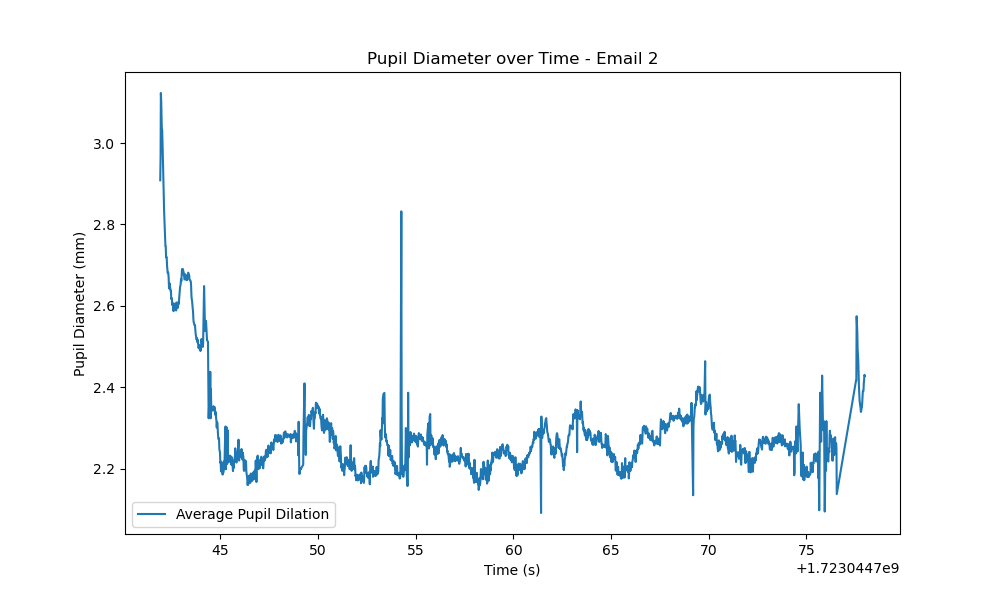 Pupil Diameter over Time - Email 2
Pupil Diameter (mm)
3.0
2.8
2.6
2.4
2.2
Average Pupil Dilation
45 50 55 60 65 70 75
Time (s)
+1.7230447e9